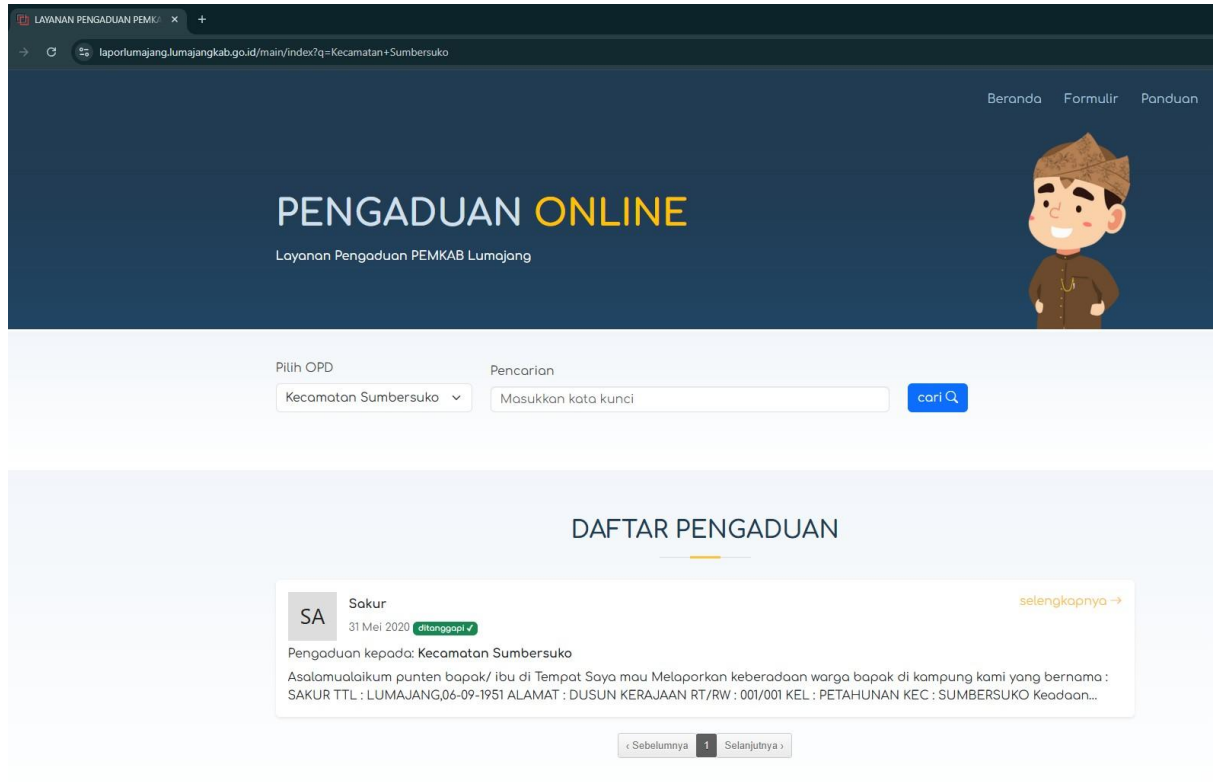 LAYANAN PENGADUAN PEMKA
laporlumajang.lumajangkab.go.id/main/index?q=Kecamatan+Sumbersuko
Beranda Formulir Panduan
PENGADUAN ONLINE
Layanan Pengaduan PEMKAB Lumajang
Pilih OPD
Pencarian
Kecamatan Sumbersuko
Masukkan kata kunci
cari
DAFTAR PENGADUAN
SA
Sakur
selengkapnya →
31 Mei 2020 ditanggapi ✓
Pengaduan kepada: Kecamatan Sumbersuko
Asalamualaikum punten bapak/ ibu di Tempat Saya mau Melaporkan keberadaan warga bapak di kampung kami yang bernama :
SAKUR TTL : LUMAJANG,06-09-1951 ALAMAT : DUSUN KERAJAAN RT/RW : 001/001 KEL : PETAHUNAN KEC : SUMBERSUKO Keadaan...
‹ Sebelumnya 1 Selanjutnya ›